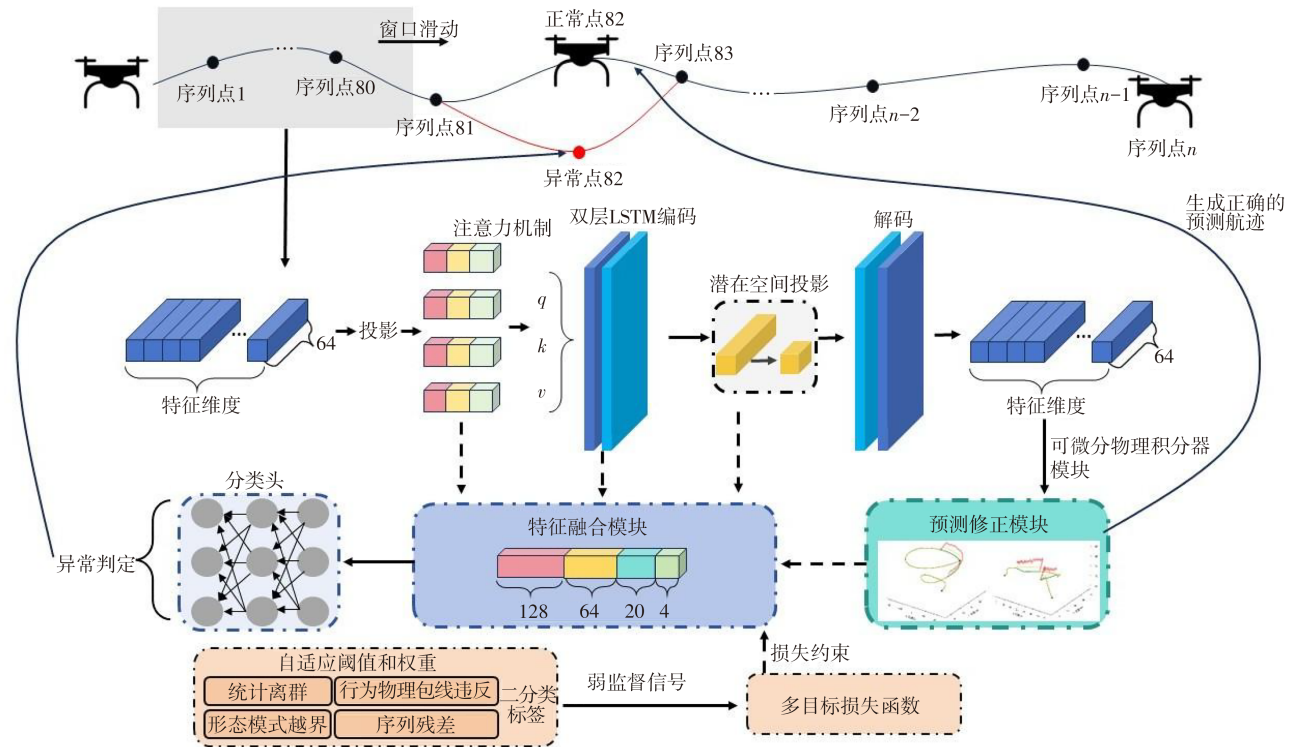 窗口滑动
正常点82
序列点83
序列点1
...
序列点80
序列点81
...
序列点n-2
序列点n-1
序列点n
异常点82
生成正确的
预测航迹
注意力机制
双层LSTM编码
解码
潜在空间投影
q
k
v
投影
...
64
特征维度
...
64
特征维度
可微分物理积分器
模块
分类头
特征融合模块
预测修正模块
异常判定
128
64
20
4
损失约束
自适应阈值和权重
统计离群
行为物理包线违反
形态模式越界
序列残差
二分类
标签
弱监督信号
多目标损失函数